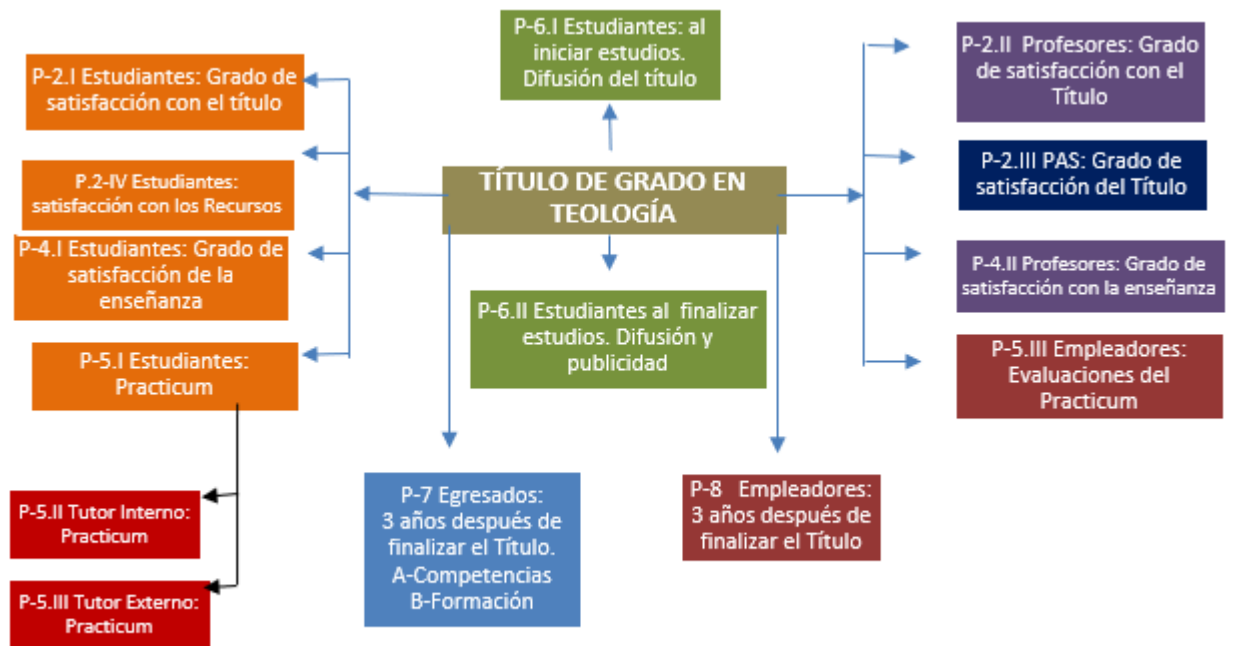 P-6.I Estudiantes: al
iniciar estudios.
Difusión del título
P-2.I Estudiantes: Grado de
satisfacción con el título
P.2-IV Estudiantes:
satisfacción con los Recursos
P-4.I Estudiantes: Grado de
satisfacción de la
enseñanza
P-5.I Estudiantes:
Practicum
P-5.II Tutor Interno:
Practicum
P-5.III Tutor Externo:
Practicum
TÍTULO DE GRADO EN
TEOLOGÍA
P-6.II Estudiantes al finalizar
estudios. Difusión y
publicidad
P-7 Egresados:
3 años después de
finalizar el Título.
A-Competencias
B-Formación
P-8 Empleadores:
3 años después de
finalizar el Título
P-2.II Profesores: Grado
de satisfacción con el
Título
P-2.III PAS: Grado de
satisfacción del Título
P-4.II Profesores: Grado de
satisfacción con la enseñanza
P-5.III Empleadores:
Evaluaciones del
Practicum